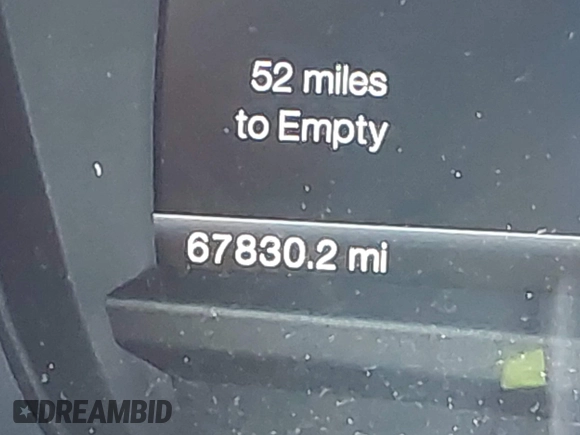 52 miles
to Empty
67830.2 mi
DREAMBID